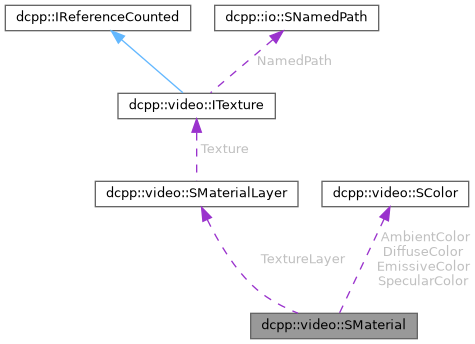 dcpp::IReferenceCounted
dcpp::io::SNamedPath
NamedPath
dcpp::video::ITexture
Texture
dcpp::video::SMaterialLayer
dcpp::video::SColor
TextureLayer
AmbientColor
DiffuseColor
EmissiveColor
SpecularColor
dcpp::video::SMaterial